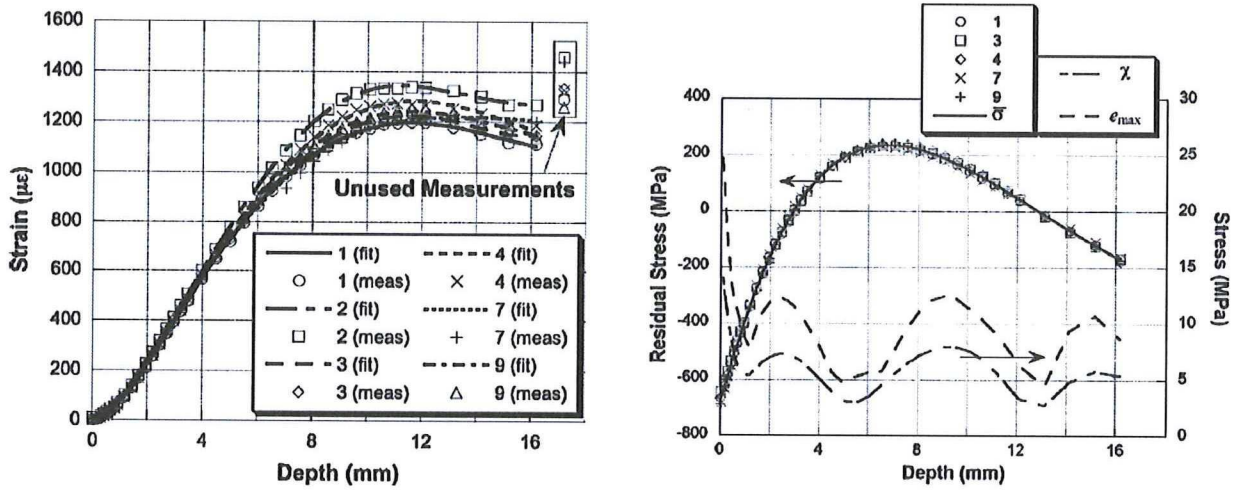 1600
1400
1200
1000
800
600
400
200
0
Strain (με)
0 4 8 12 16
Depth (mm)
Unused Measurements
1 (fit) 4 (fit)
1 (meas) 4 (meas)
2 (fit) 7 (fit)
2 (meas) 7 (meas)
3 (fit) 9 (fit)
3 (meas) 9 (meas)
1
3
4
7
9
σ̅
χ
e_max
400
200
0
-200
-400
-600
-800
Residual Stress (MPa)
30
25
20
15
10
5
0
Stress (MPa)
0 4 8 12 16
Depth (mm)